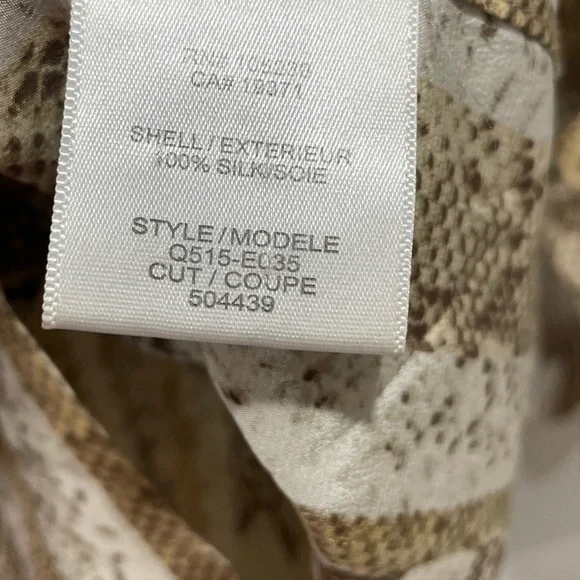 CA# 19371
SHELL / EXTERIEUR
100% SILK/SOIE
STYLE / MODELE
Q515-E035
CUT / COUPE
504439